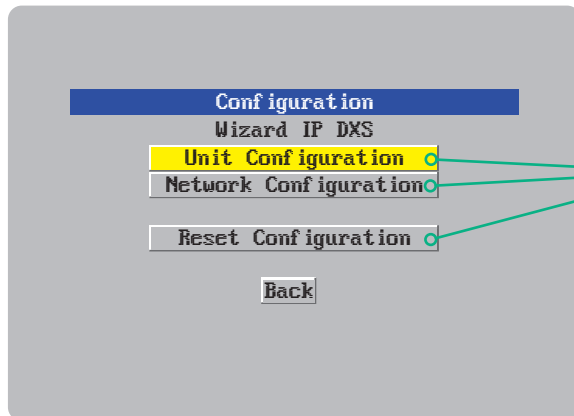 Configuration
Wizard IP DXS
Unit Configuration
Network Configuration
Reset Configuration
Back